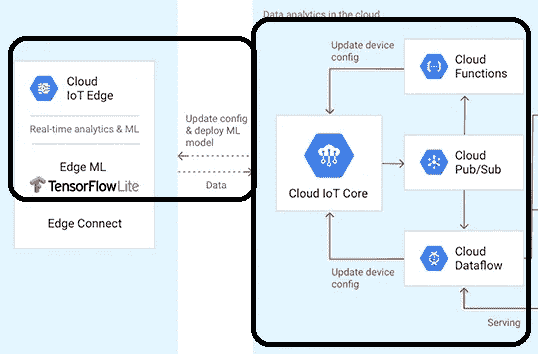 Data analytics in the cloud
Cloud
IoT Edge
Real-time analytics & ML
Edge ML
TensorFlowLite
Edge Connect
Update config
& deploy ML
model
Data
Update device
config
Cloud
Functions
Cloud IoT Core
Cloud
Pub/Sub
Cloud
Dataflow
Update device
config
Serving